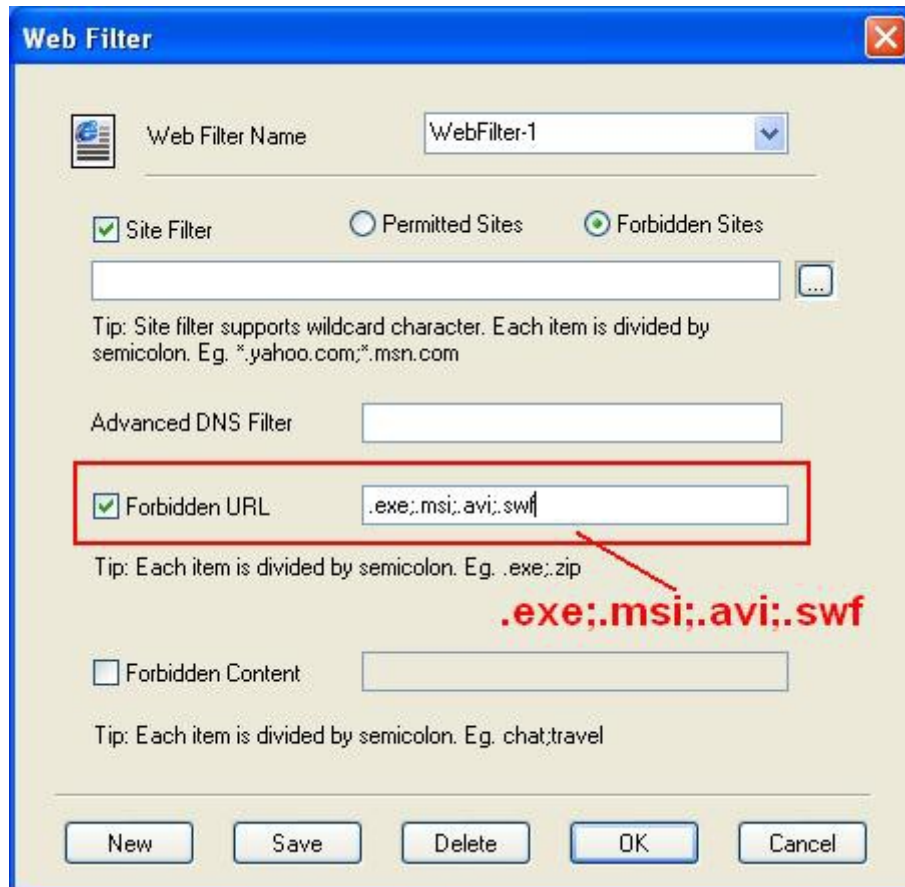 Web Filter
Web Filter Name
WebFilter-1
Site Filter
Permitted Sites
Forbidden Sites
...
Tip: Site filter supports wildcard character. Each item is divided by
semicolon. Eg. *.yahoo.com;*.msn.com
Advanced DNS Filter
Forbidden URL
.exe;.msi;.avi;.swf
Tip: Each item is divided by semicolon. Eg. .exe;.zip
.exe;.msi;.avi;.swf
Forbidden Content
Tip: Each item is divided by semicolon. Eg. chat;travel
New
Save
Delete
OK
Cancel